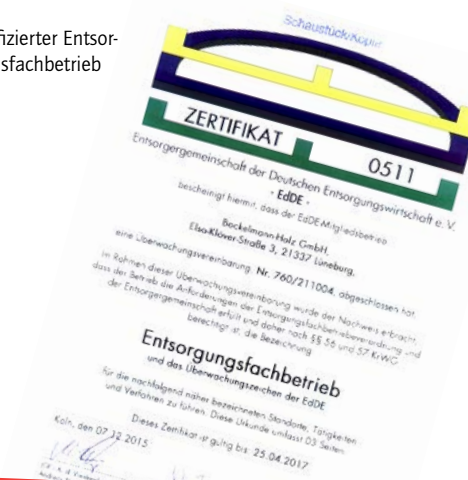 fizierter Entsor-
sfachbetrieb
Schaustück/Kopie
ZERTIFIKAT 0511
Entsorgergemeinschaft der Deutschen Entsorgungswirtschaft e. V.
- EdDE -
bescheinigt hiermit, dass der EdDE-Mitgliedsbetrieb
Bockelmann-Holz GmbH,
Elso-Klöver-Straße 3, 21337 Lüneburg,
eine Überwachungsvereinbarung, Nr. 760/211004, abgeschlossen hat.
Im Rahmen dieser Überwachungsvereinbarung wurde der Nachweis erbracht,
dass der Betrieb die Anforderungen der Entsorgungsfachbetriebeverordnung und
der Entsorgergemeinschaft erfüllt und daher nach §§ 56 und 57 KrWG
berechtigt ist, die Bezeichnung
Entsorgungsfachbetrieb
und das Überwachungszeichen der EdDE
für die nachfolgend näher bezeichneten Standorte, Tätigkeiten
und Verfahren zu führen. Diese Urkunde umfasst 03 Seiten.
Dieses Zertifikat ist gültig bis: 25.04.2017
Köln, den 07.12.2015